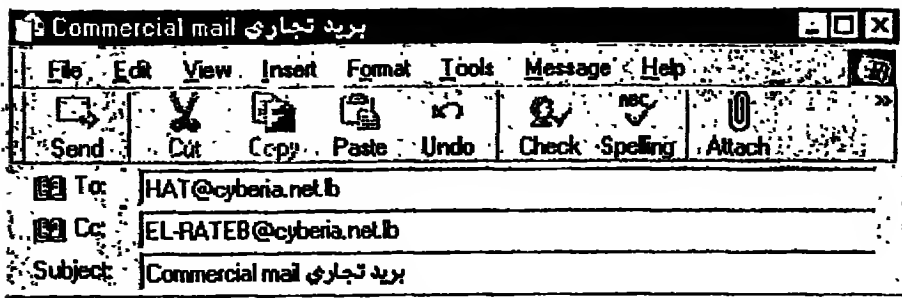 Commercial mail بريد تجاري
File Edit View Insert Format Tools Message Help
Send Cut Copy Paste Undo Check Spelling Attach »
To: HAT@cyberia.net.lb
Cc: EL-RATEB@cyberia.net.lb
Subject: Commercial mail بريد تجاري